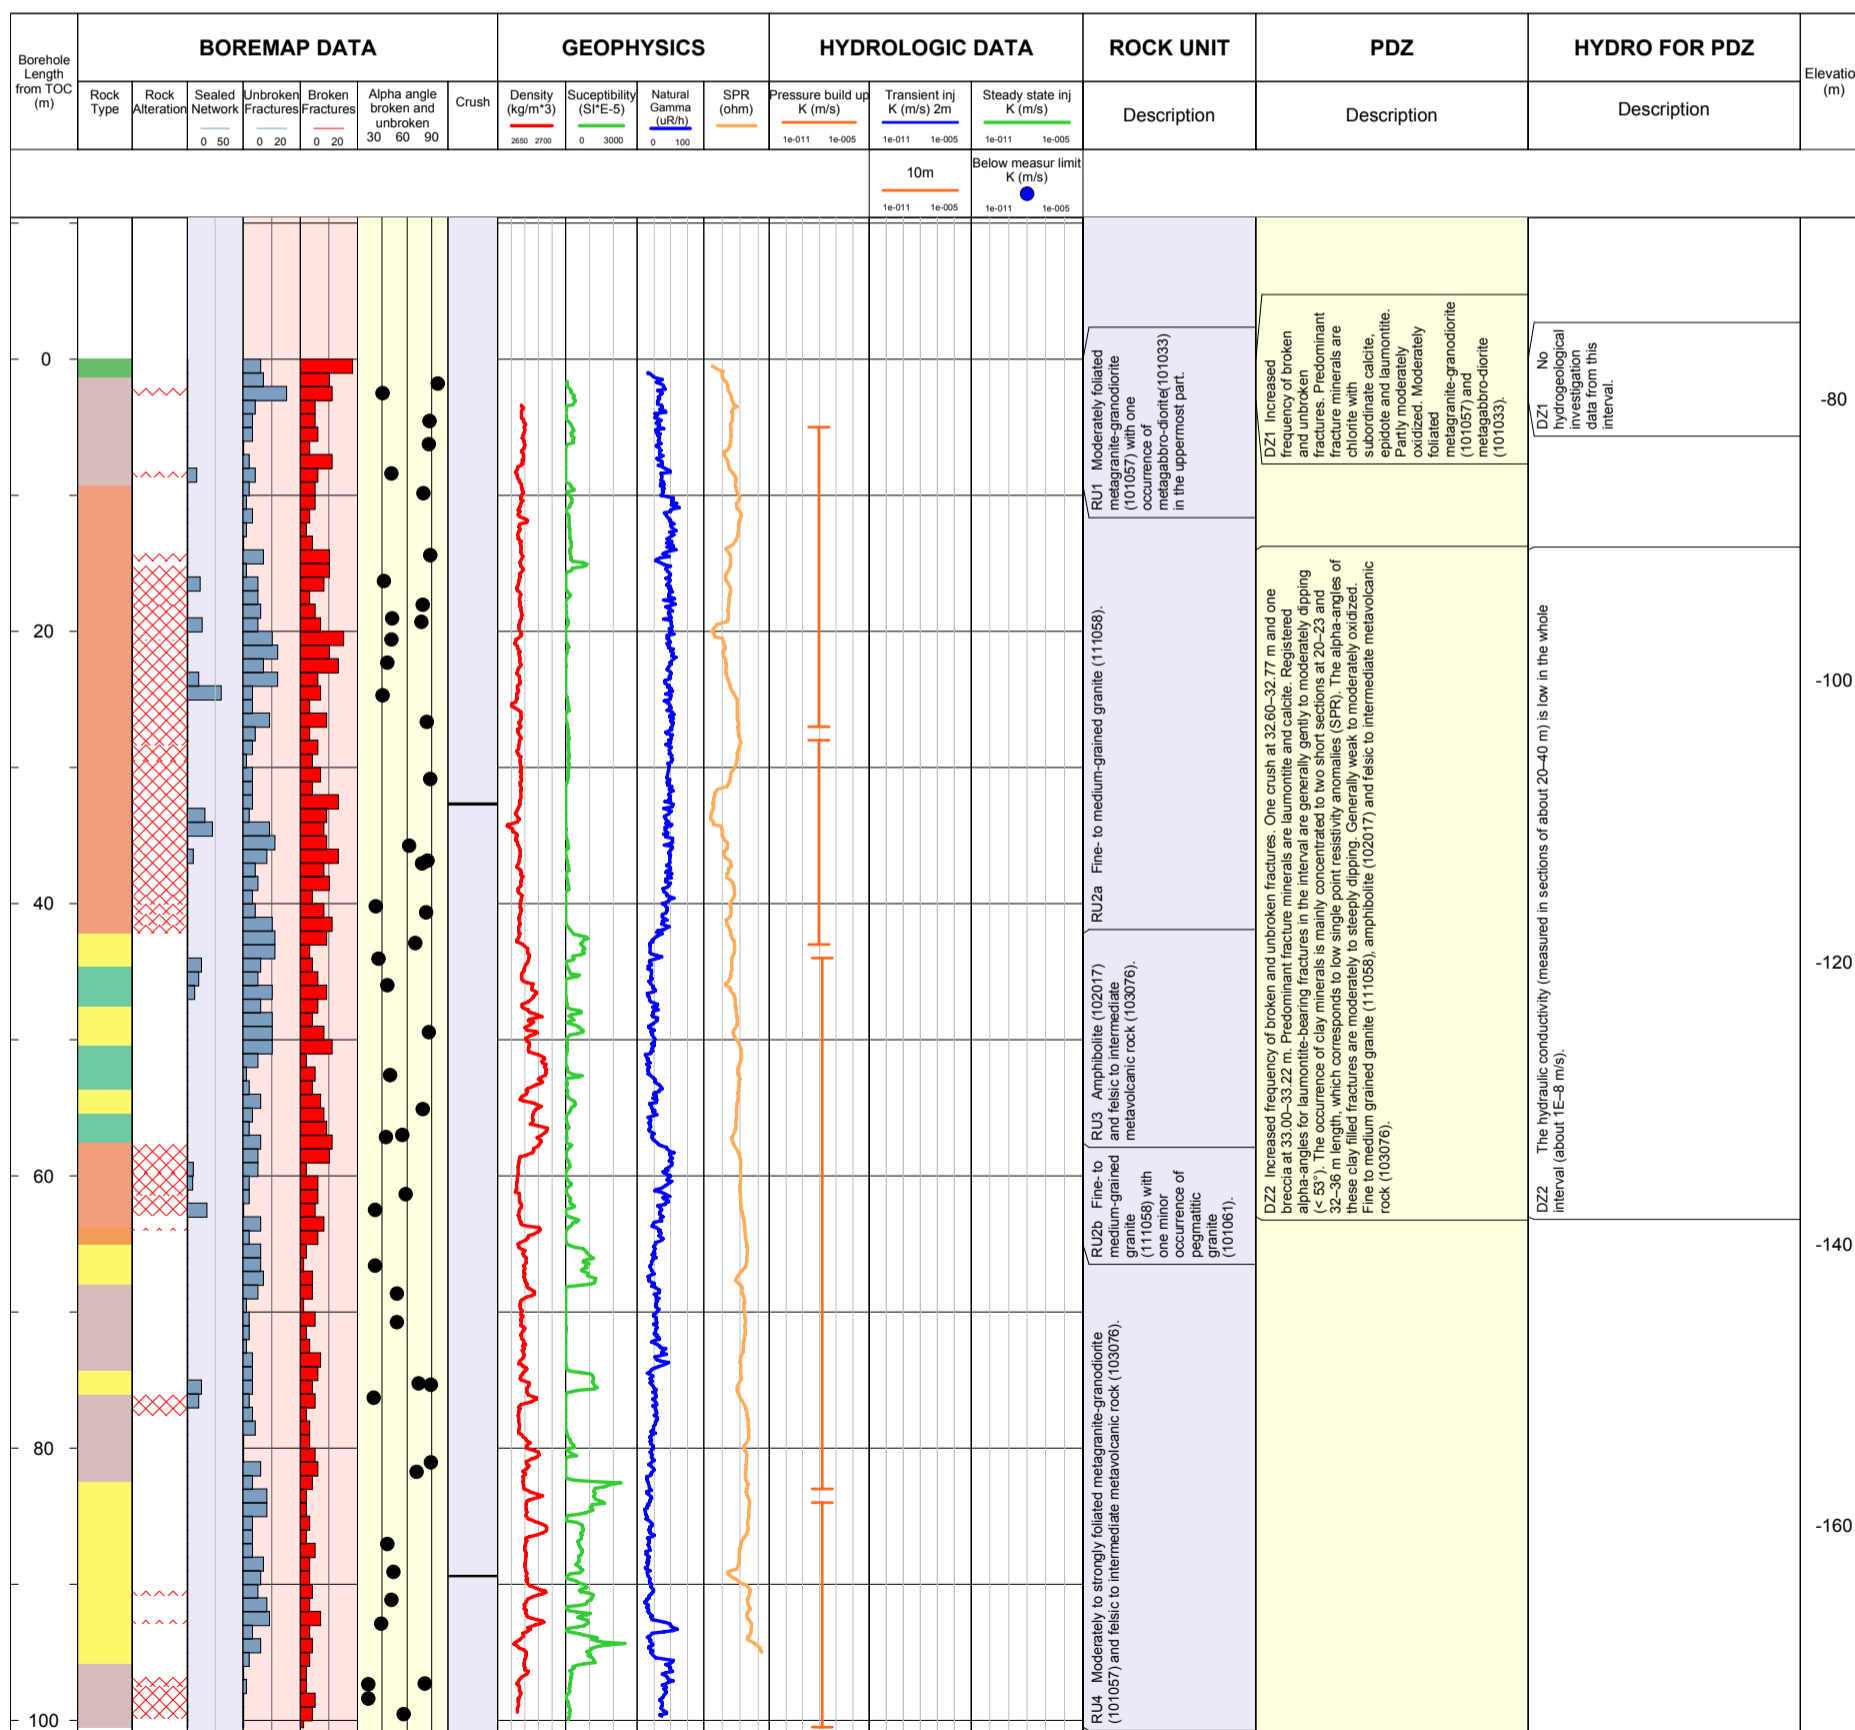 BOREMAP DATA
GEOPHYSICS
HYDROLOGIC DATA
ROCK UNIT
PDZ
HYDRO FOR PDZ
Borehole
Length
from TOC
(m)
Rock
Type
Rock
Alteration
Sealed
Network
0 50
Unbroken
Fractures
0 20
Broken
Fractures
0 20
Alpha angle
broken and
unbroken
30 60 90
Crush
Density
(kg/m*3)
2650 2700
Suceptibility
(SI*E-5)
0 3000
Natural
Gamma
(uR/h)
0 100
SPR
(ohm)
Pressure build up
K (m/s)
1e-011 1e-005
Transient inj
K (m/s) 2m
1e-011 1e-005
Steady state inj
K (m/s)
1e-011 1e-005
Description
Description
Description
Elevatio
(m)
10m
1e-011 1e-005
Below measur limit
K (m/s)
1e-011 1e-005
0
20
40
60
80
100
RU1 Moderately foliated
metagranite-granodiorite
(101057) with one
occurrence of
metagabbro-diorite(101033)
in the uppermost part.
RU2a Fine- to medium-grained granite (111058).
RU3 Amphibolite (102017)
and felsic to intermediate
metavolcanic rock (103076).
RU2b Fine- to
medium-grained
granite
(111058) with
one minor
occurrence of
pegmatitic
granite
(101061).
RU4 Moderately to strongly foliated metagranite-granodiorite
(101057) and felsic to intermediate metavolcanic rock (103076).
DZ1 Increased
frequency of broken
and unbroken
fractures. Predominant
fracture minerals are
chlorite with
subordinate calcite,
epidote and laumontite.
Partly moderately
oxidized. Moderately
foliated
metagranite-granodiorite
(101057) and
metagabbro-diorite
(101033).
DZ2 Increased frequency of broken and unbroken fractures. One crush at 32.60–32.77 m and one
breccia at 33.00–33.22 m. Predominant fracture minerals are laumontite and calcite. Registered
alpha-angles for laumontite-bearing fractures in the interval are generally gently to moderately dipping
(< 53°). The occurrence of clay minerals is mainly concentrated to two short sections at 20–23 and
32–36 m length, which corresponds to low single point resistivity anomalies (SPR). The alpha-angles of
these clay filled fractures are moderately to steeply dipping. Generally weak to moderately oxidized.
Fine to medium grained granite (111058), amphibolite (102017) and felsic to intermediate metavolcanic
rock (103076).
DZ1 No
hydrogeological
investigation
data from this
interval.
DZ2 The hydraulic conductivity (measured in sections of about 20–40 m) is low in the whole
interval (about 1E–8 m/s).
-80
-100
-120
-140
-160